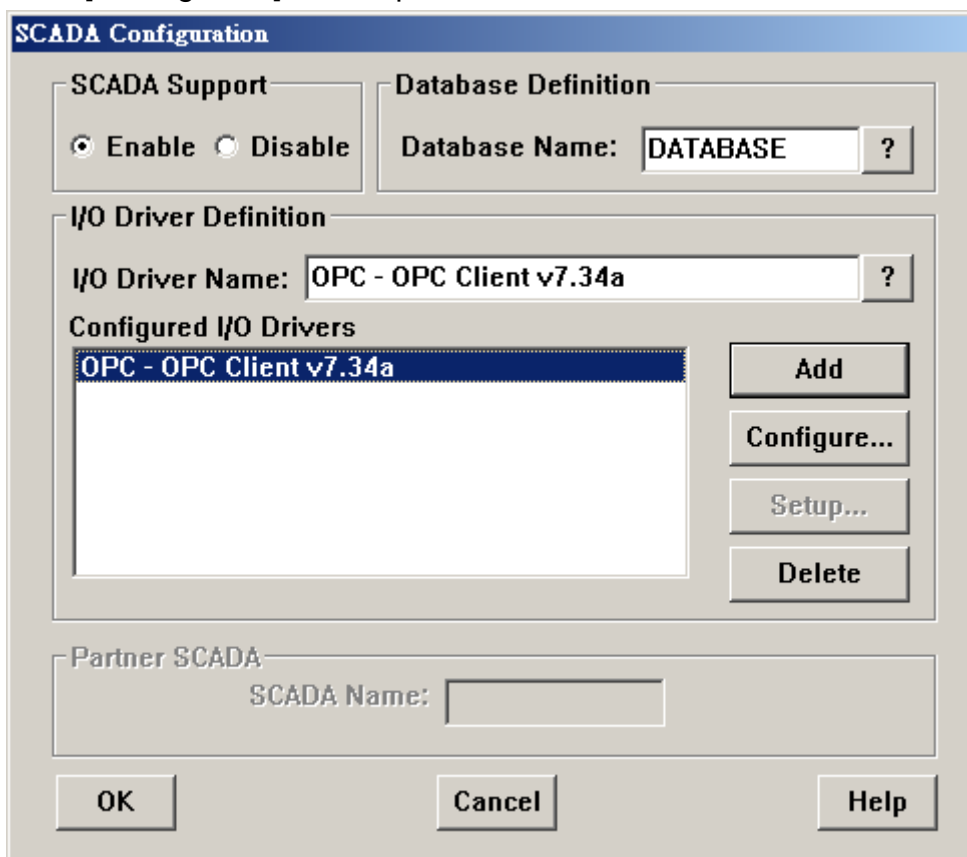 SCADA Configuration
SCADA Support
Enable Disable
Database Definition
Database Name: DATABASE ?
I/O Driver Definition
I/O Driver Name: OPC - OPC Client v7.34a ?
Configured I/O Drivers
OPC - OPC Client v7.34a
Add
Configure...
Setup...
Delete
Partner SCADA
SCADA Name:
OK Cancel Help